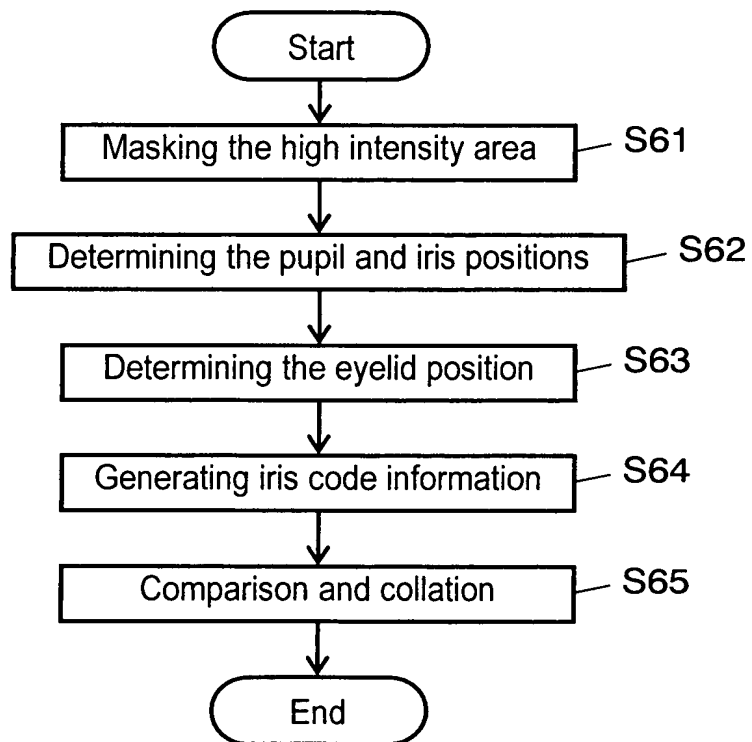 Start
Masking the high intensity area S61
Determining the pupil and iris positions S62
Determining the eyelid position S63
Generating iris code information S64
Comparison and collation S65
End